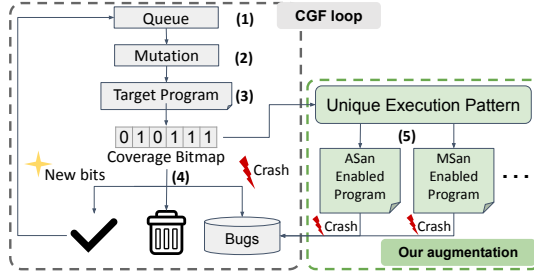 Queue
(1)
CGF loop
Mutation
(2)
Target Program
(3)
0 1 0 1 1 1
Coverage Bitmap
(4)
New bits
Crash
Bugs
Unique Execution Pattern
(5)
ASan
Enabled
Program
MSan
Enabled
Program
...
Crash
Crash
Our augmentation